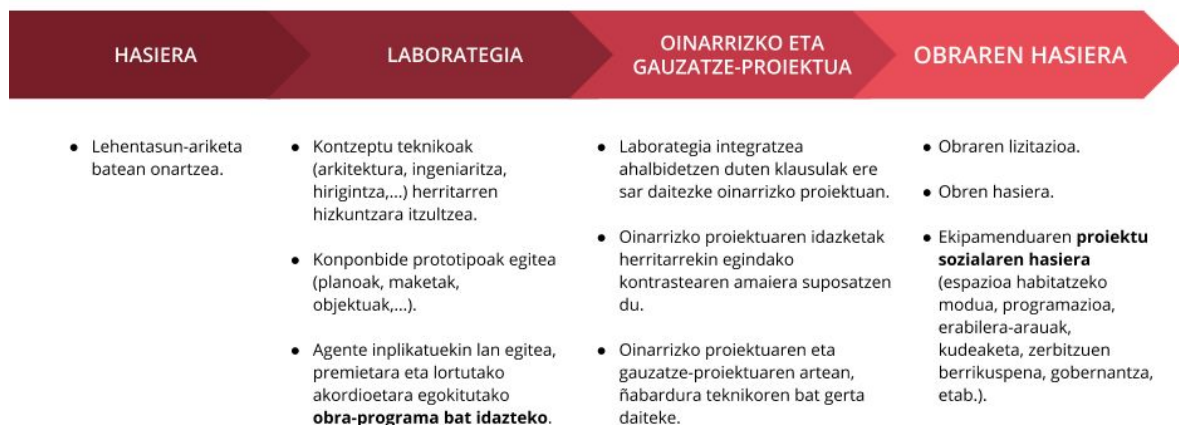 HASIERA
LABORATEGIA
OINARRIZKO ETA
GAUZATZE-PROIEKTUA
OBRAREN HASIERA
● Lehentasun-ariketa
batean onartzea.
● Kontzeptu teknikoak
(arkitektura, ingeniaritza,
hirigintza,...) herritarren
hizkuntzara itzultzea.
● Konponbide prototipoak egitea
(planoak, maketak,
objektuak,...).
● Agente inplikatuekin lan egitea,
premietara eta lortutako
akordioetara egokitutako
obra-programa bat idazteko.
● Laborategia integratzea
ahalbidetzen duten klausulak ere
sar daitezke oinarrizko proiektuan.
● Oinarrizko proiektuaren idazketak
herritarrekin egindako
kontrastearen amaiera suposatzen
du.
● Oinarrizko proiektuaren eta
gauzatze-proiektuaren artean,
ñabardura teknikoren bat gerta
daiteke.
● Obraren lizitazioa.
● Obren hasiera.
● Ekipamenduaren proiektu
sozialaren hasiera
(espazioa habitatzeko
modua, programazioa,
erabilera-arauak,
kudeaketa, zerbitzuen
berrikuspena, gobernantza,
etab.).